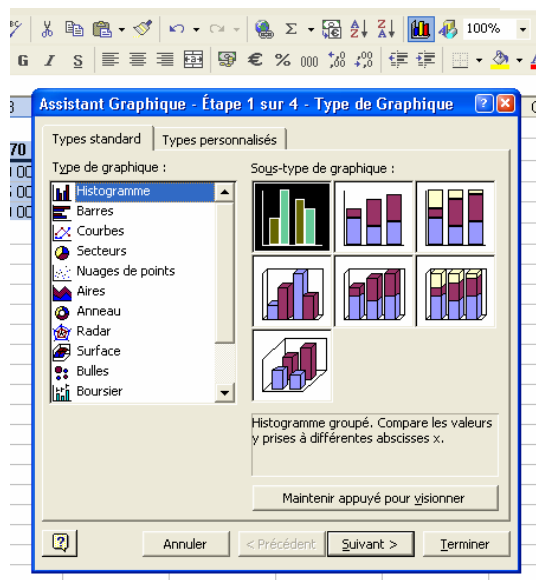 100%
G I S € % 000
Assistant Graphique - Étape 1 sur 4 - Type de Graphique
Types standard Types personnalisés
70
Type de graphique :
Histogramme
Barres
Courbes
Secteurs
Nuages de points
Aires
Anneau
Radar
Surface
Bulles
Boursier
Sous-type de graphique :
Histogramme groupé. Compare les valeurs
y prises à différentes abscisses x.
Maintenir appuyé pour visionner
Annuler < Précédent Suivant > Terminer